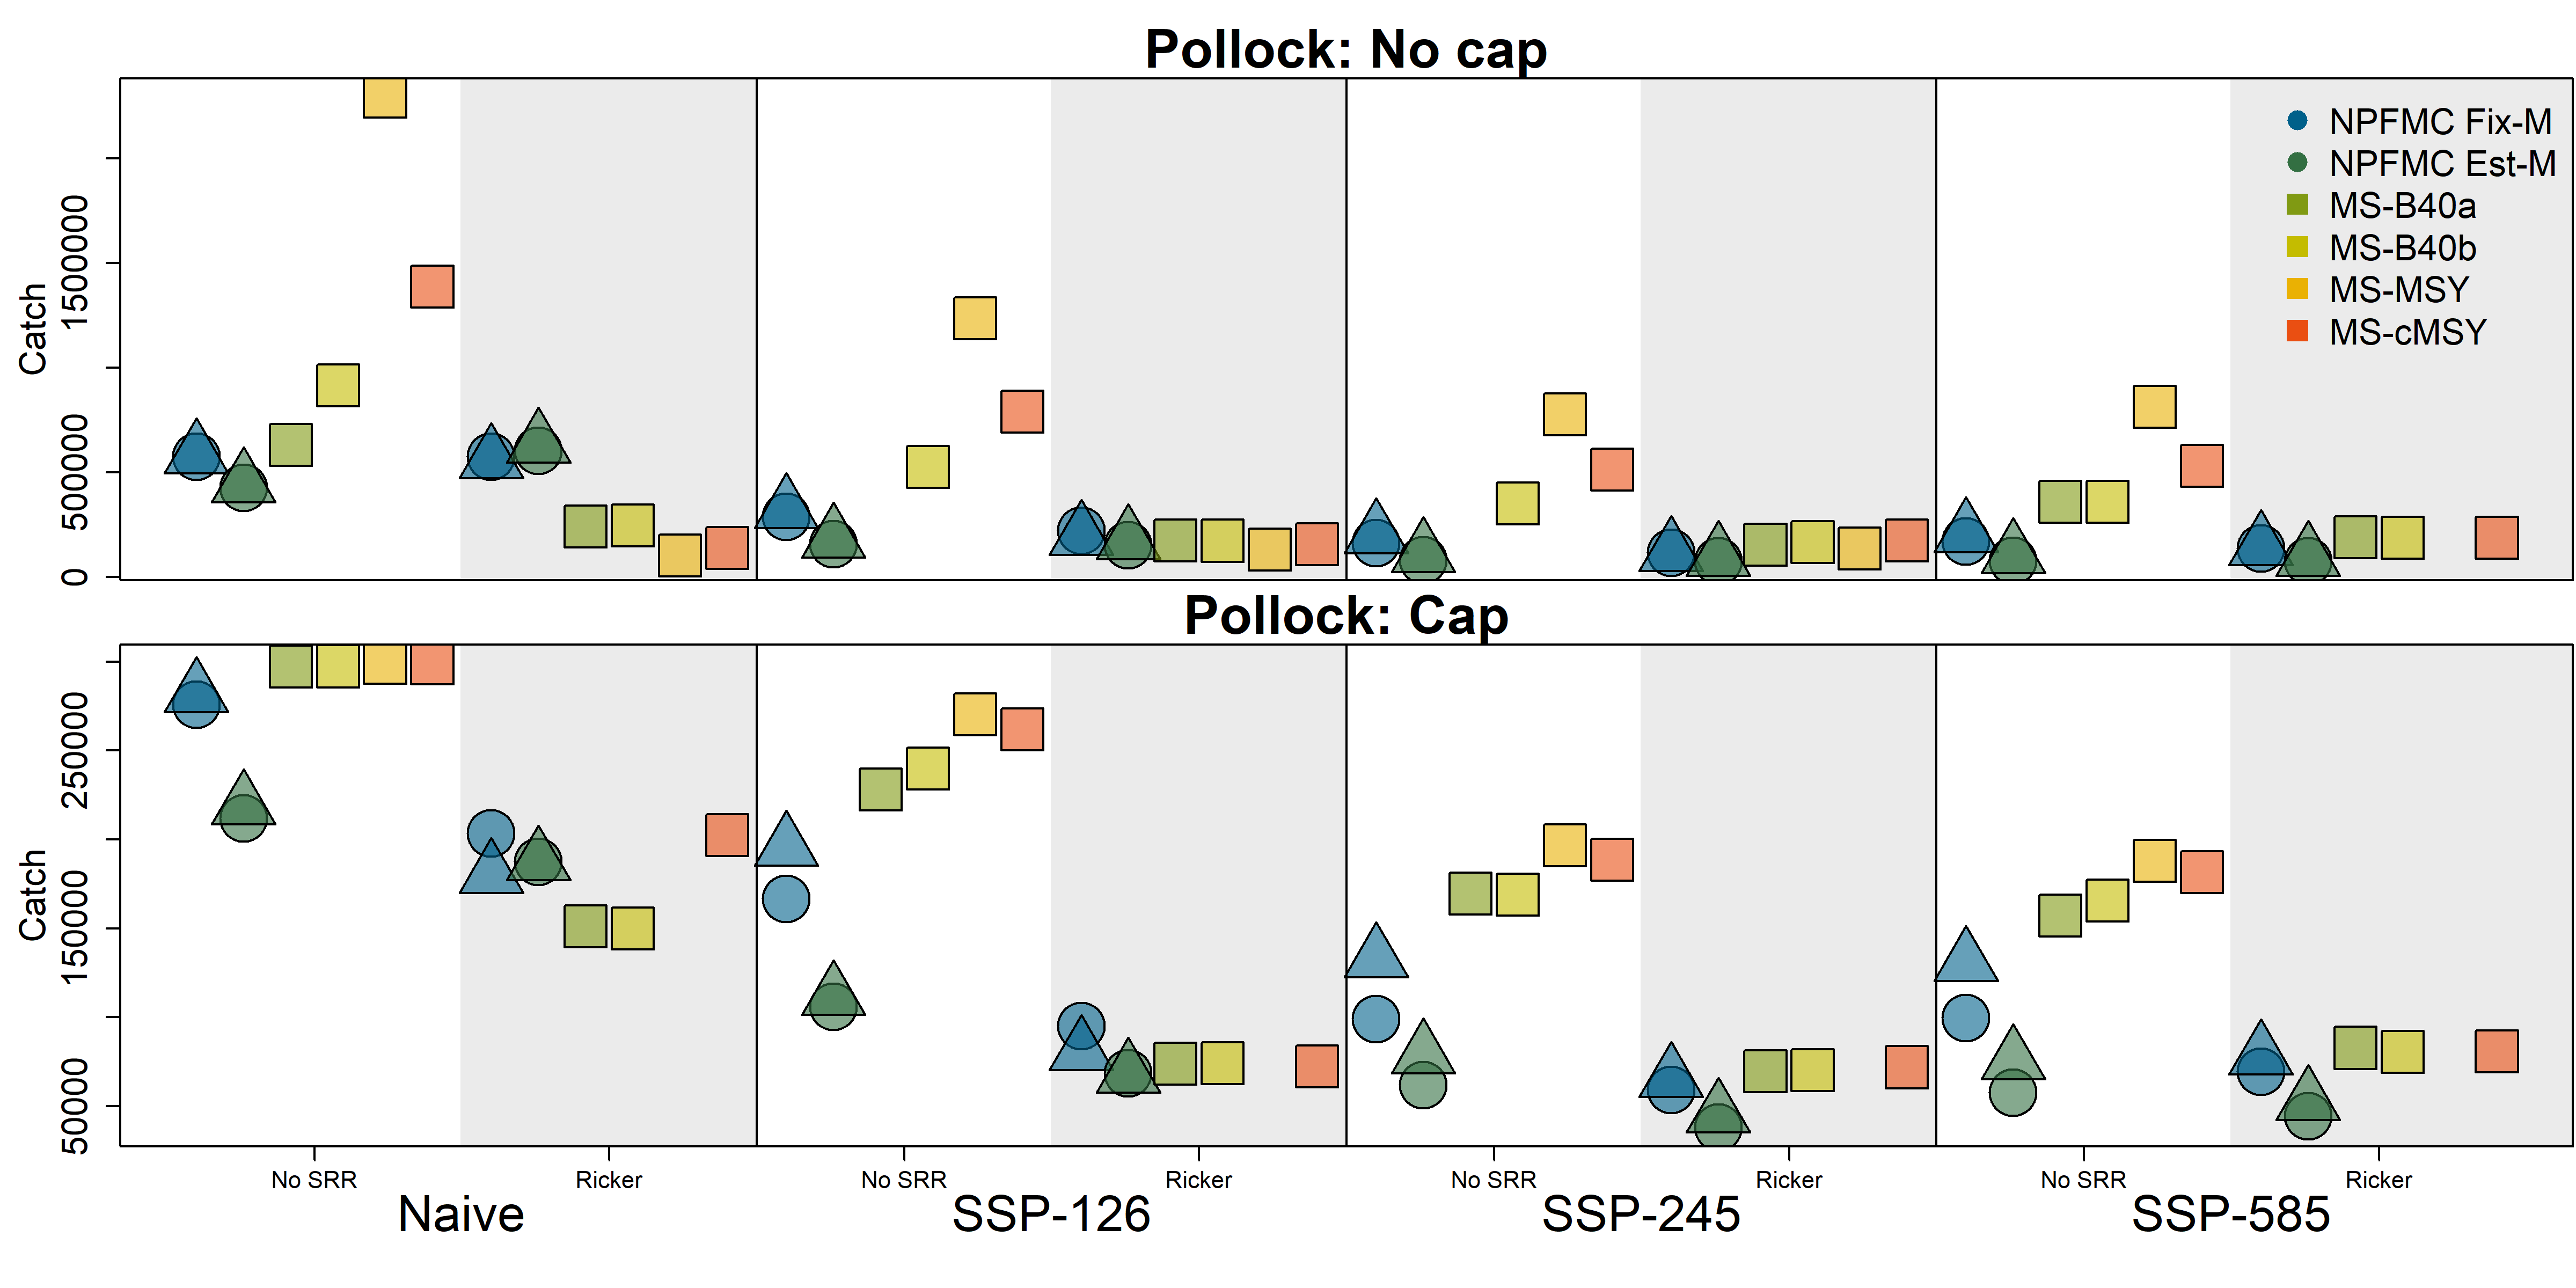 Pollock: No cap
Catch
0
500000
1500000
NPFMC Fix-M
NPFMC Est-M
MS-B40a
MS-B40b
MS-MSY
MS-cMSY
Pollock: Cap
Catch
50000
150000
250000
No SRR
Ricker
No SRR
Ricker
No SRR
Ricker
No SRR
Ricker
Naive
SSP-126
SSP-245
SSP-585